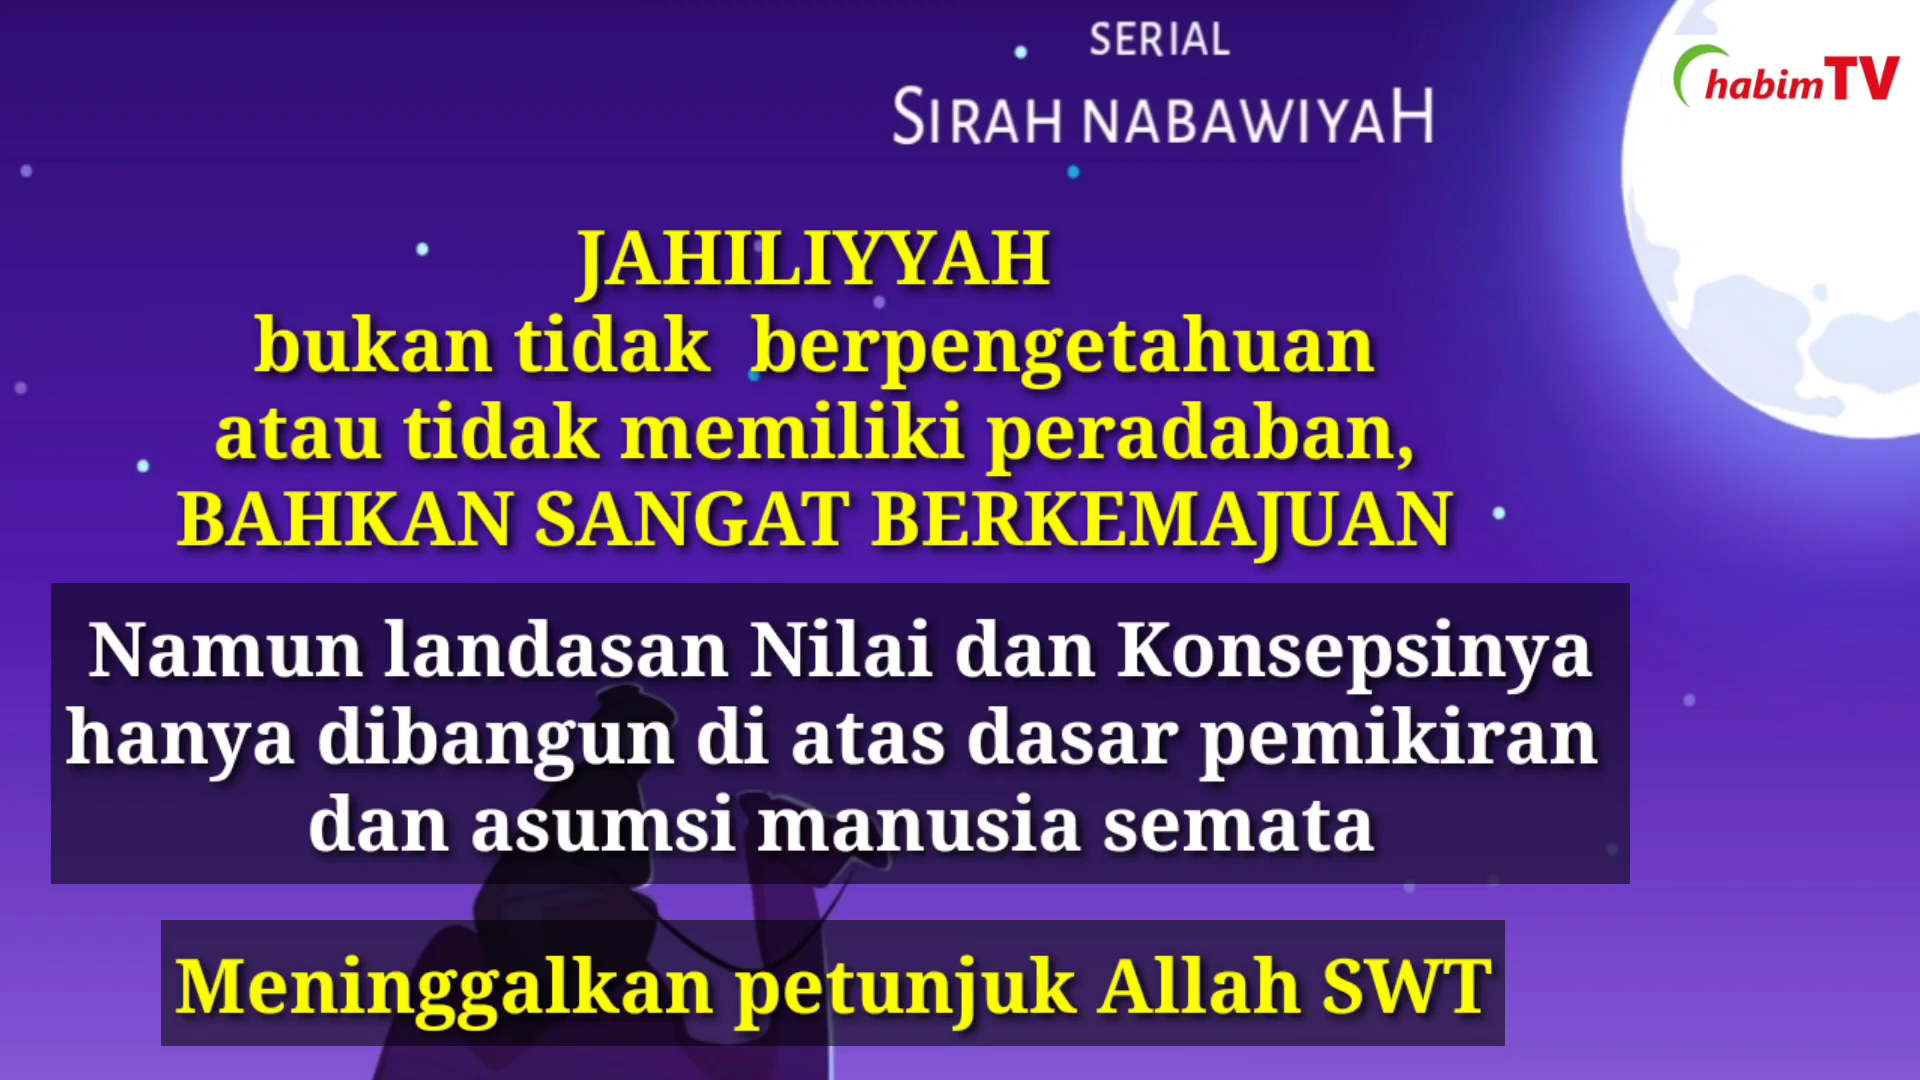 SERIAL
SIRAH NABAWIYAH
habimTV
JAHILIYYAH
bukan tidak berpengetahuan
atau tidak memiliki peradaban,
BAHKAN SANGAT BERKEMAJUAN
Namun landasan Nilai dan Konsepsinya
hanya dibangun di atas dasar pemikiran
dan asumsi manusia semata
Meninggalkan petunjuk Allah SWT